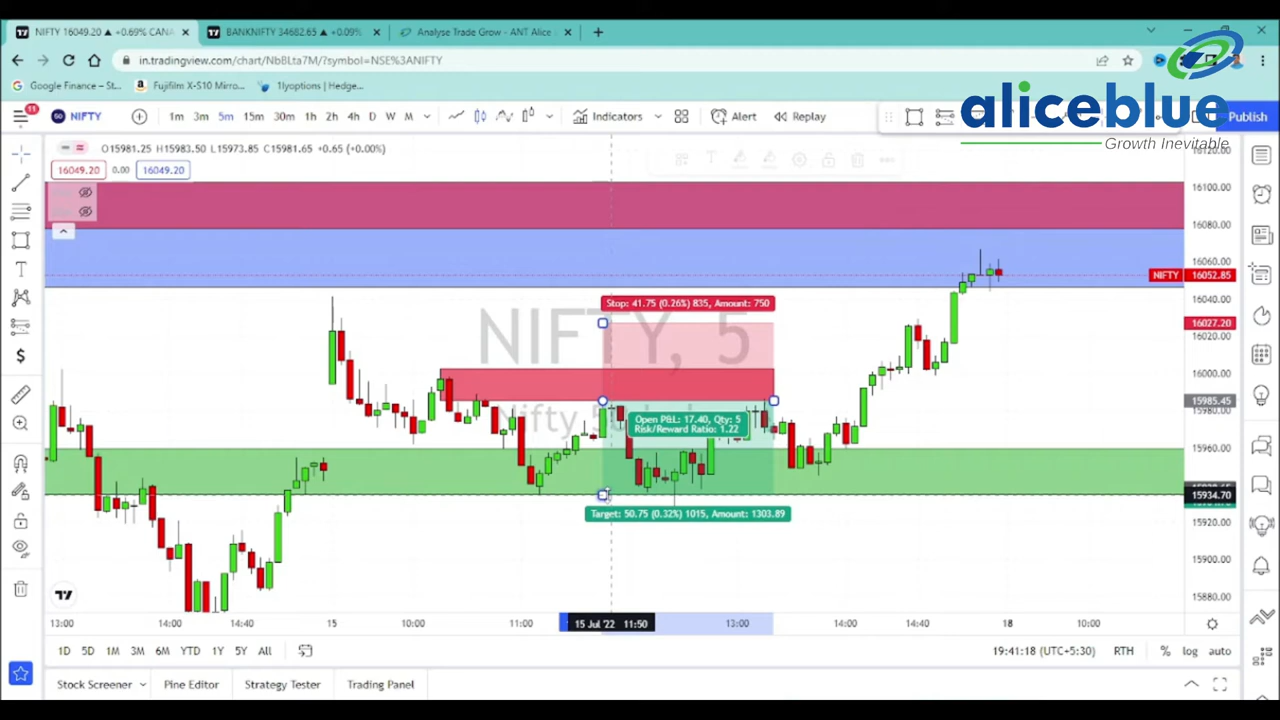 NIFTY 16049.20 ▲ +0.69% CANA
BANKNIFTY 34682.65 ▲ +0.09%
Analyse Trade Grow - ANT Alice
in.tradingview.com/chart/NbBLta7M/?symbol=NSE%3ANIFTY
Google Finance – St...
Fujifilm X-S10 Mirro...
1lyoptions | Hedge...
aliceblue
Growth Inevitable
11
NIFTY
1m 3m 5m 15m 30m 1h 2h 4h D W M
Indicators
Alert
Replay
Publish
O15981.25 H15983.50 L15973.85 C15981.65 +0.65 (+0.00%)
16049.20 0.00 16049.20
NIFTY, 5
Nifty 50
Stop: 41.75 (0.26%) 835, Amount: 750
Open P&L: 17.40, Qty: 5
Risk/Reward Ratio: 1.22
Target: 50.75 (0.32%) 1015, Amount: 1303.89
16120.00
16100.00
16080.00
16060.00
NIFTY 16052.85
16040.00
16027.20
16020.00
16000.00
15985.45
15980.00
15960.00
15934.70
15920.00
15900.00
15880.00
13:00 14:00 14:40 15 10:00 11:00 15 Jul '22 11:50 13:00 14:00 14:40 18 10:00
1D 5D 1M 3M 6M YTD 1Y 5Y All
19:41:18 (UTC+5:30) RTH % log auto
Stock Screener Pine Editor Strategy Tester Trading Panel